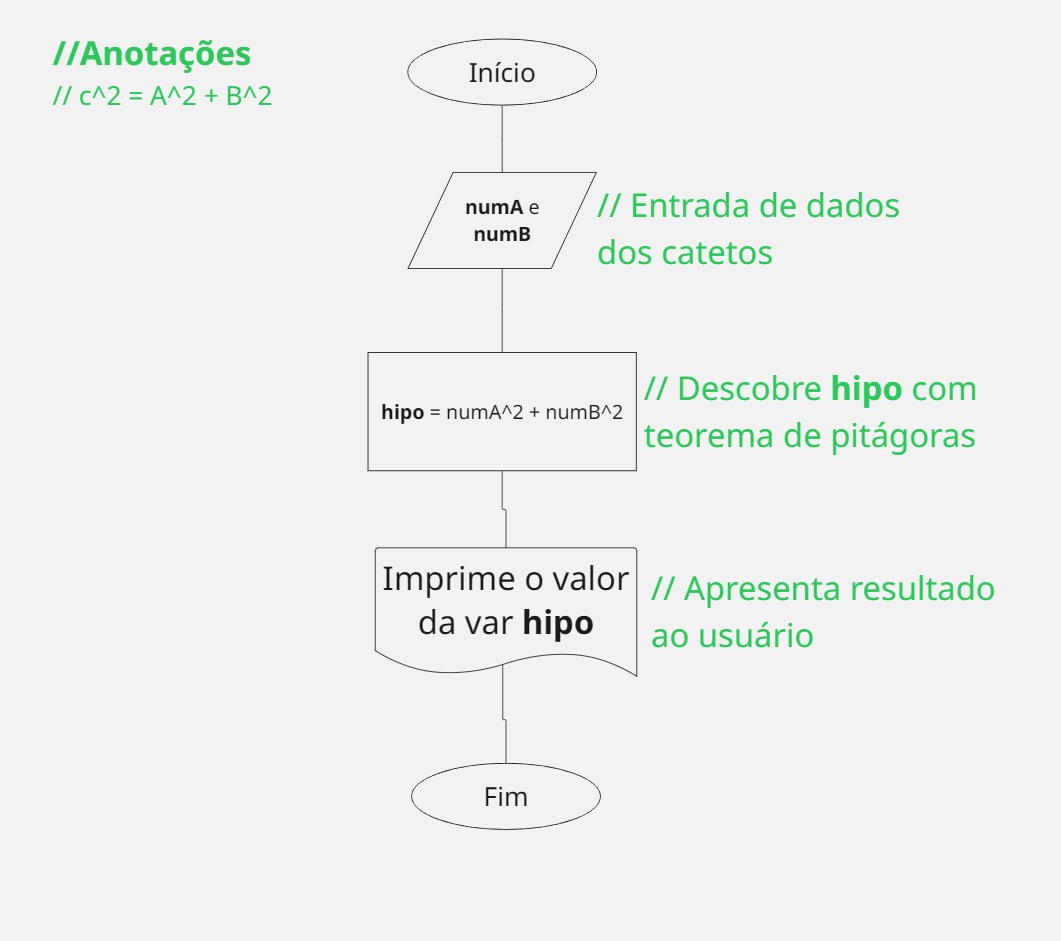 //Anotações
// c^2 = A^2 + B^2
Início
numA e
numB
// Entrada de dados
dos catetos
hipo = numA^2 + numB^2
// Descobre hipo com
teorema de pitágoras
Imprime o valor
da var hipo
// Apresenta resultado
ao usuário
Fim